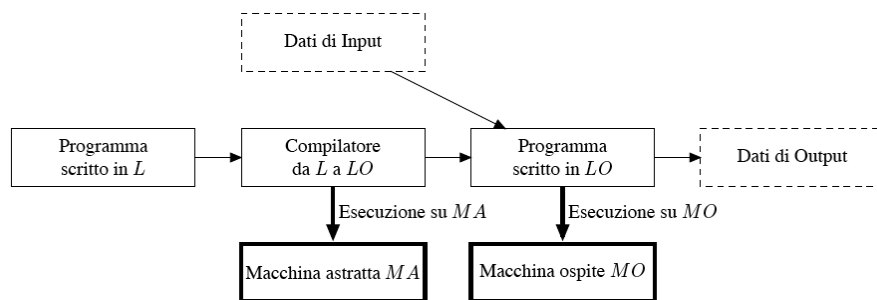 Dati di Input
Programma
scritto in L
Compilatore
da L a LO
Programma
scritto in LO
Dati di Output
Esecuzione su MA
Esecuzione su MO
Macchina astratta MA
Macchina ospite MO